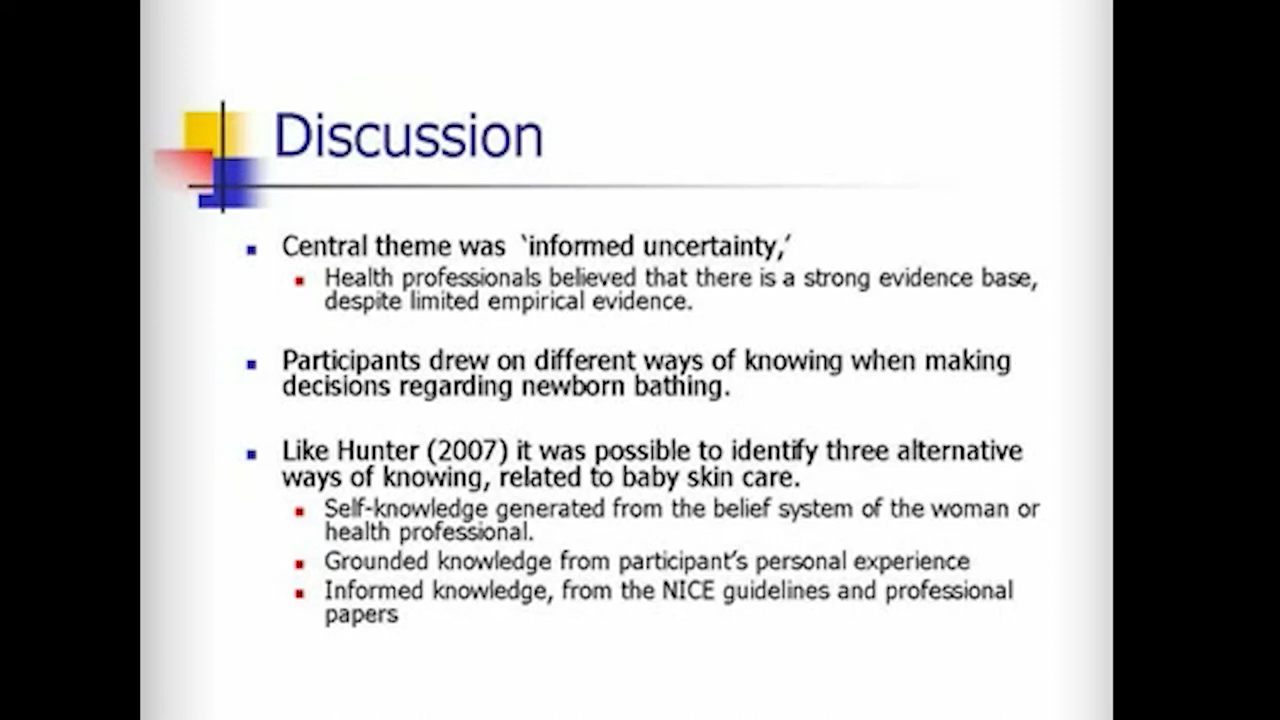 Discussion
Central theme was 'informed uncertainty,'
Health professionals believed that there is a strong evidence base,
despite limited empirical evidence.
Participants drew on different ways of knowing when making
decisions regarding newborn bathing.
Like Hunter (2007) it was possible to identify three alternative
ways of knowing, related to baby skin care.
Self-knowledge generated from the belief system of the woman or
health professional.
Grounded knowledge from participant's personal experience
Informed knowledge, from the NICE guidelines and professional
papers